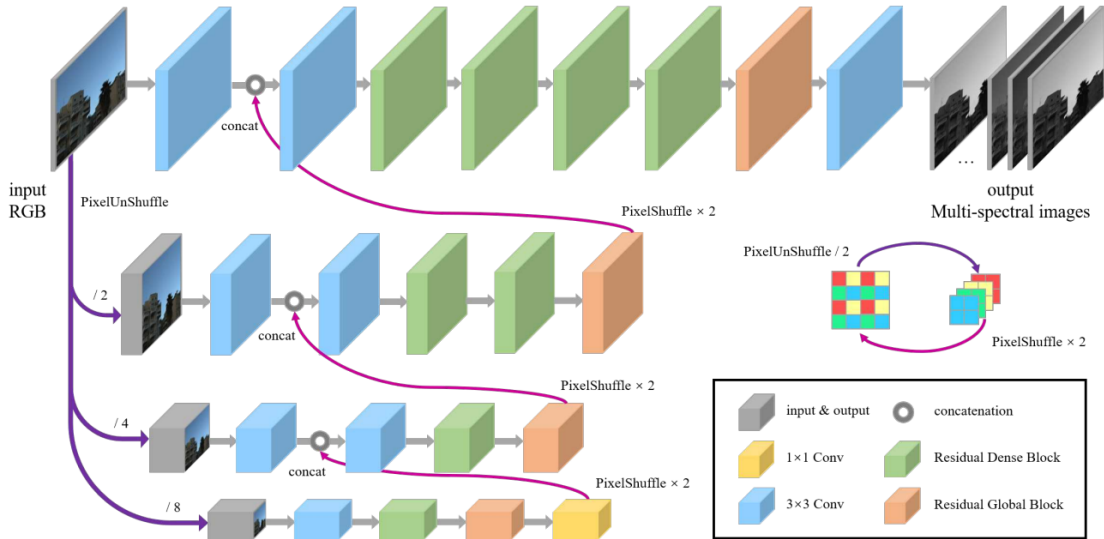 concat
...
input
RGB
output
Multi-spectral images
PixelUnShuffle
PixelShuffle × 2
/ 2
concat
PixelUnShuffle / 2
PixelShuffle × 2
PixelShuffle × 2
/ 4
concat
PixelShuffle × 2
/ 8
input & output
concatenation
1×1 Conv
Residual Dense Block
3×3 Conv
Residual Global Block